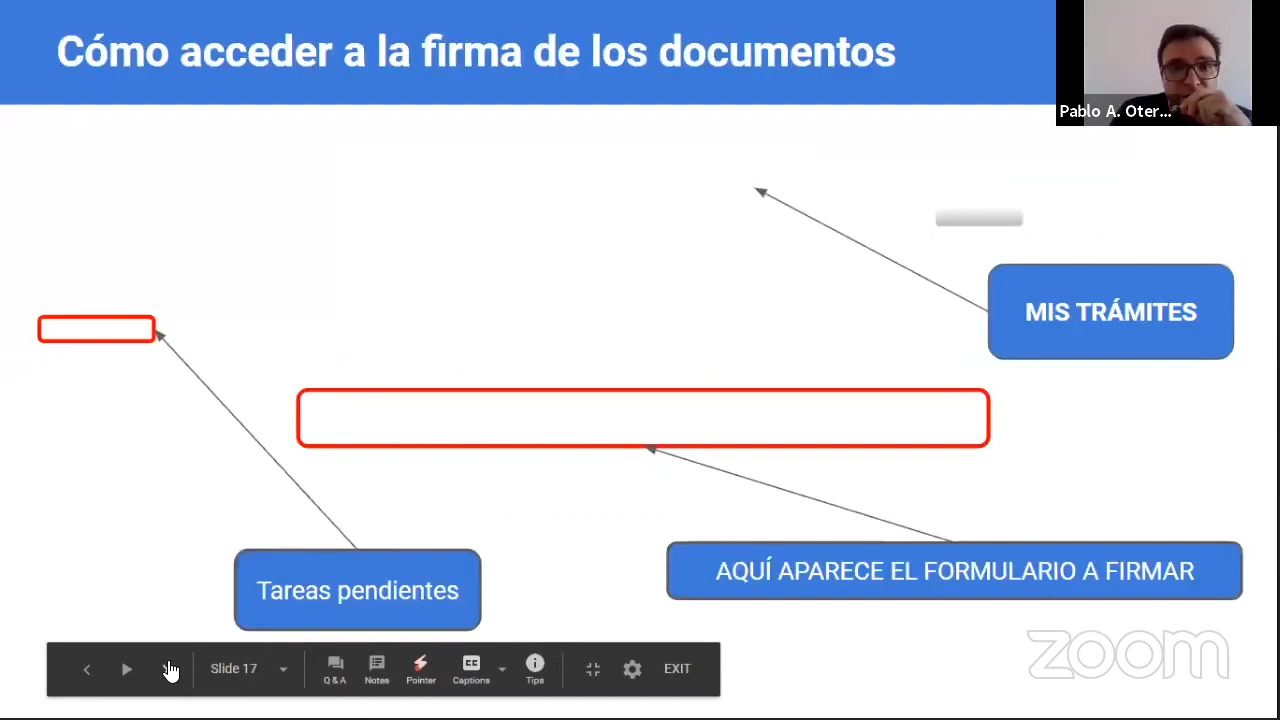 Cómo acceder a la firma de los documentos
Pablo A. Oter...
MIS TRÁMITES
Tareas pendientes
AQUÍ APARECE EL FORMULARIO A FIRMAR
zoom
Slide 17
Q & A
Notes
Pointer
Captions
Tips
EXIT